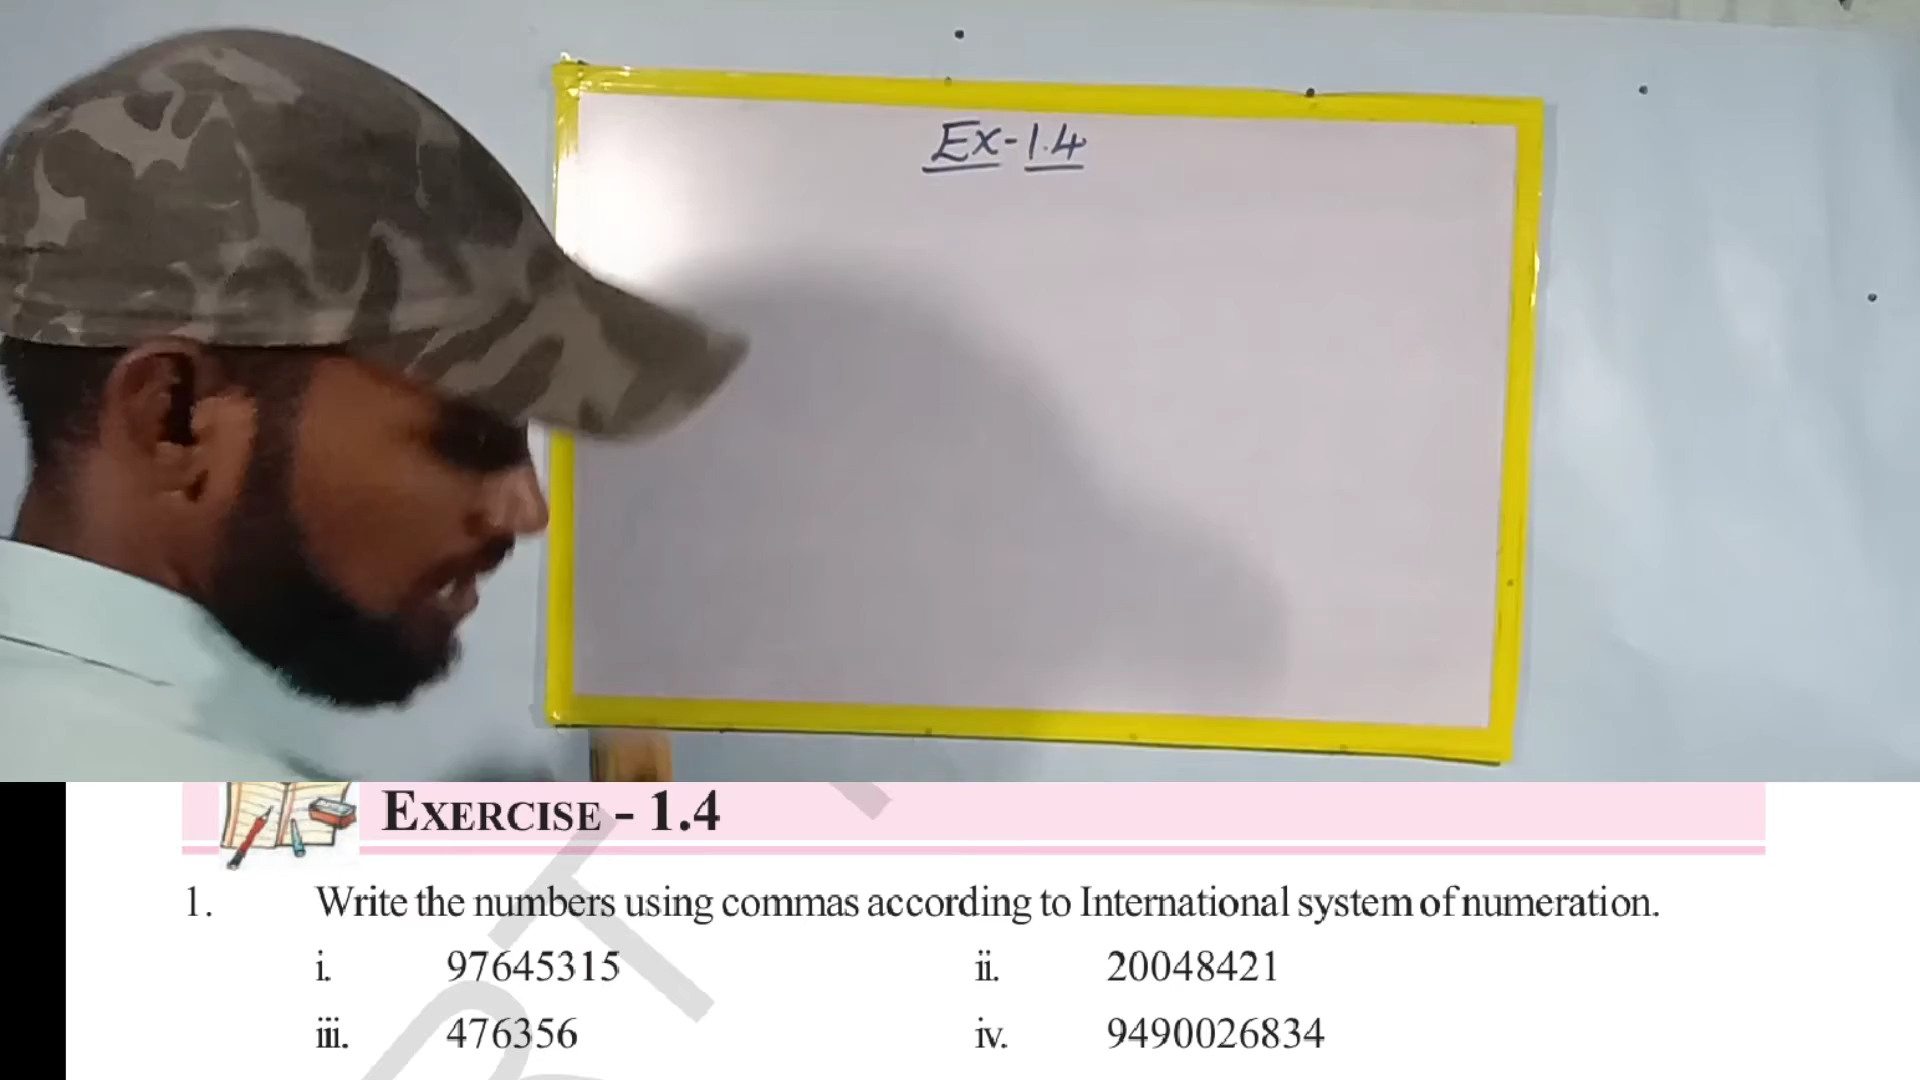 Ex-1.4
EXERCISE - 1.4
1. Write the numbers using commas according to International system of numeration.
i. 97645315 ii. 20048421
iii. 476356 iv. 9490026834